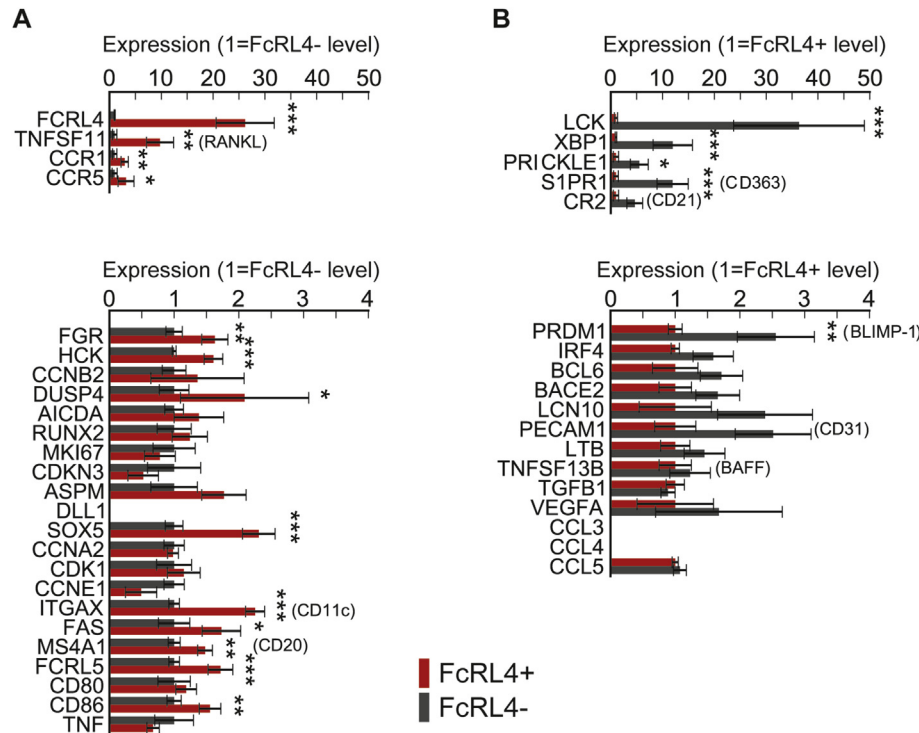 A
Expression (1=FcRL4- level)
0 10 20 30 40 50
FCRL4 ***
TNFSF11 ** (RANKL)
CCR1 **
CCR5 *
Expression (1=FcRL4- level)
0 1 2 3 4
FGR **
HCK ***
CCNB2
DUSP4 *
AICDA
RUNX2
MKI67
CDKN3
ASPM
DLL1
SOX5 ***
CCNA2
CDK1
CCNE1
ITGAX *** (CD11c)
FAS *
MS4A1 ** (CD20)
FCRL5 ***
CD80
CD86 **
TNF
B
Expression (1=FcRL4+ level)
0 10 20 30 40 50
LCK ***
XBP1 ***
PRICKLE1 *
S1PR1 *** (CD363)
CR2 (CD21)
Expression (1=FcRL4+ level)
0 1 2 3 4
PRDM1 ** (BLIMP-1)
IRF4
BCL6
BACE2
LCN10
PECAM1 (CD31)
LTB
TNFSF13B (BAFF)
TGFB1
VEGFA
CCL3
CCL4
CCL5
FcRL4+
FcRL4-